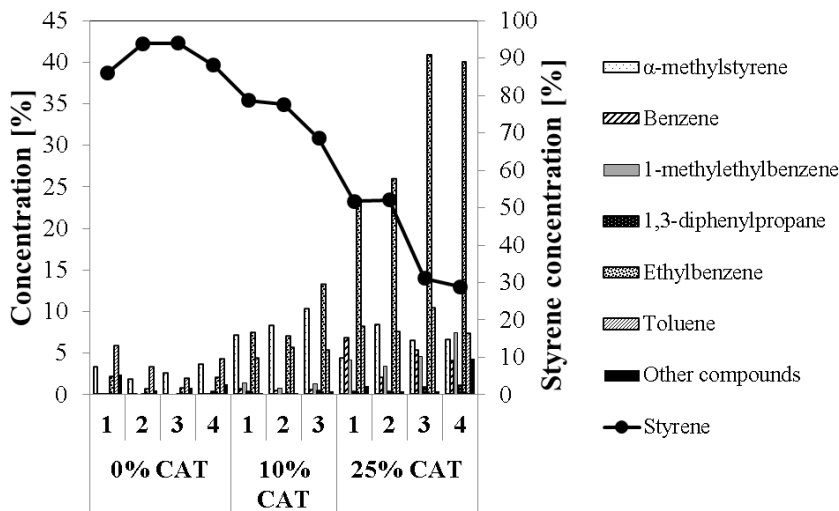 Concentration [%]
45
40
35
30
25
20
15
10
5
0
100
90
80
70
60
50
40
30
20
10
0
Styrene concentration [%]
1 2 3 4 1 2 3 1 2 3 4
0% CAT 10% CAT 25% CAT
α-methylstyrene
Benzene
1-methylethylbenzene
1,3-diphenylpropane
Ethylbenzene
Toluene
Other compounds
Styrene